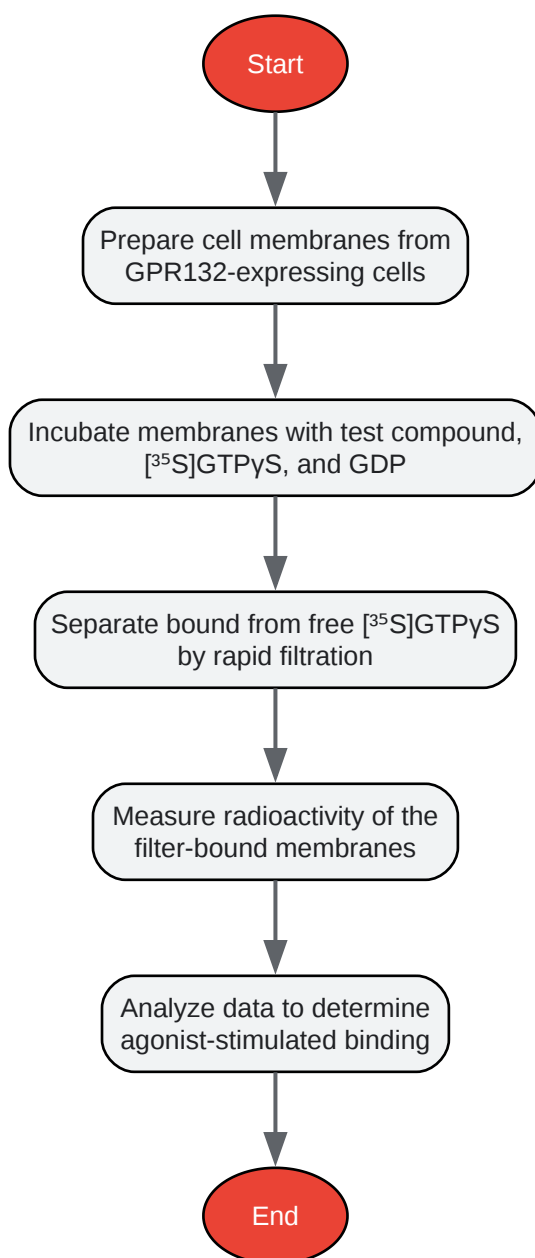 Start
Prepare cell membranes from
GPR132-expressing cells
Incubate membranes with test compound,
[³⁵S]GTPγS, and GDP
Separate bound from free [³⁵S]GTPγS
by rapid filtration
Measure radioactivity of the
filter-bound membranes
Analyze data to determine
agonist-stimulated binding
End